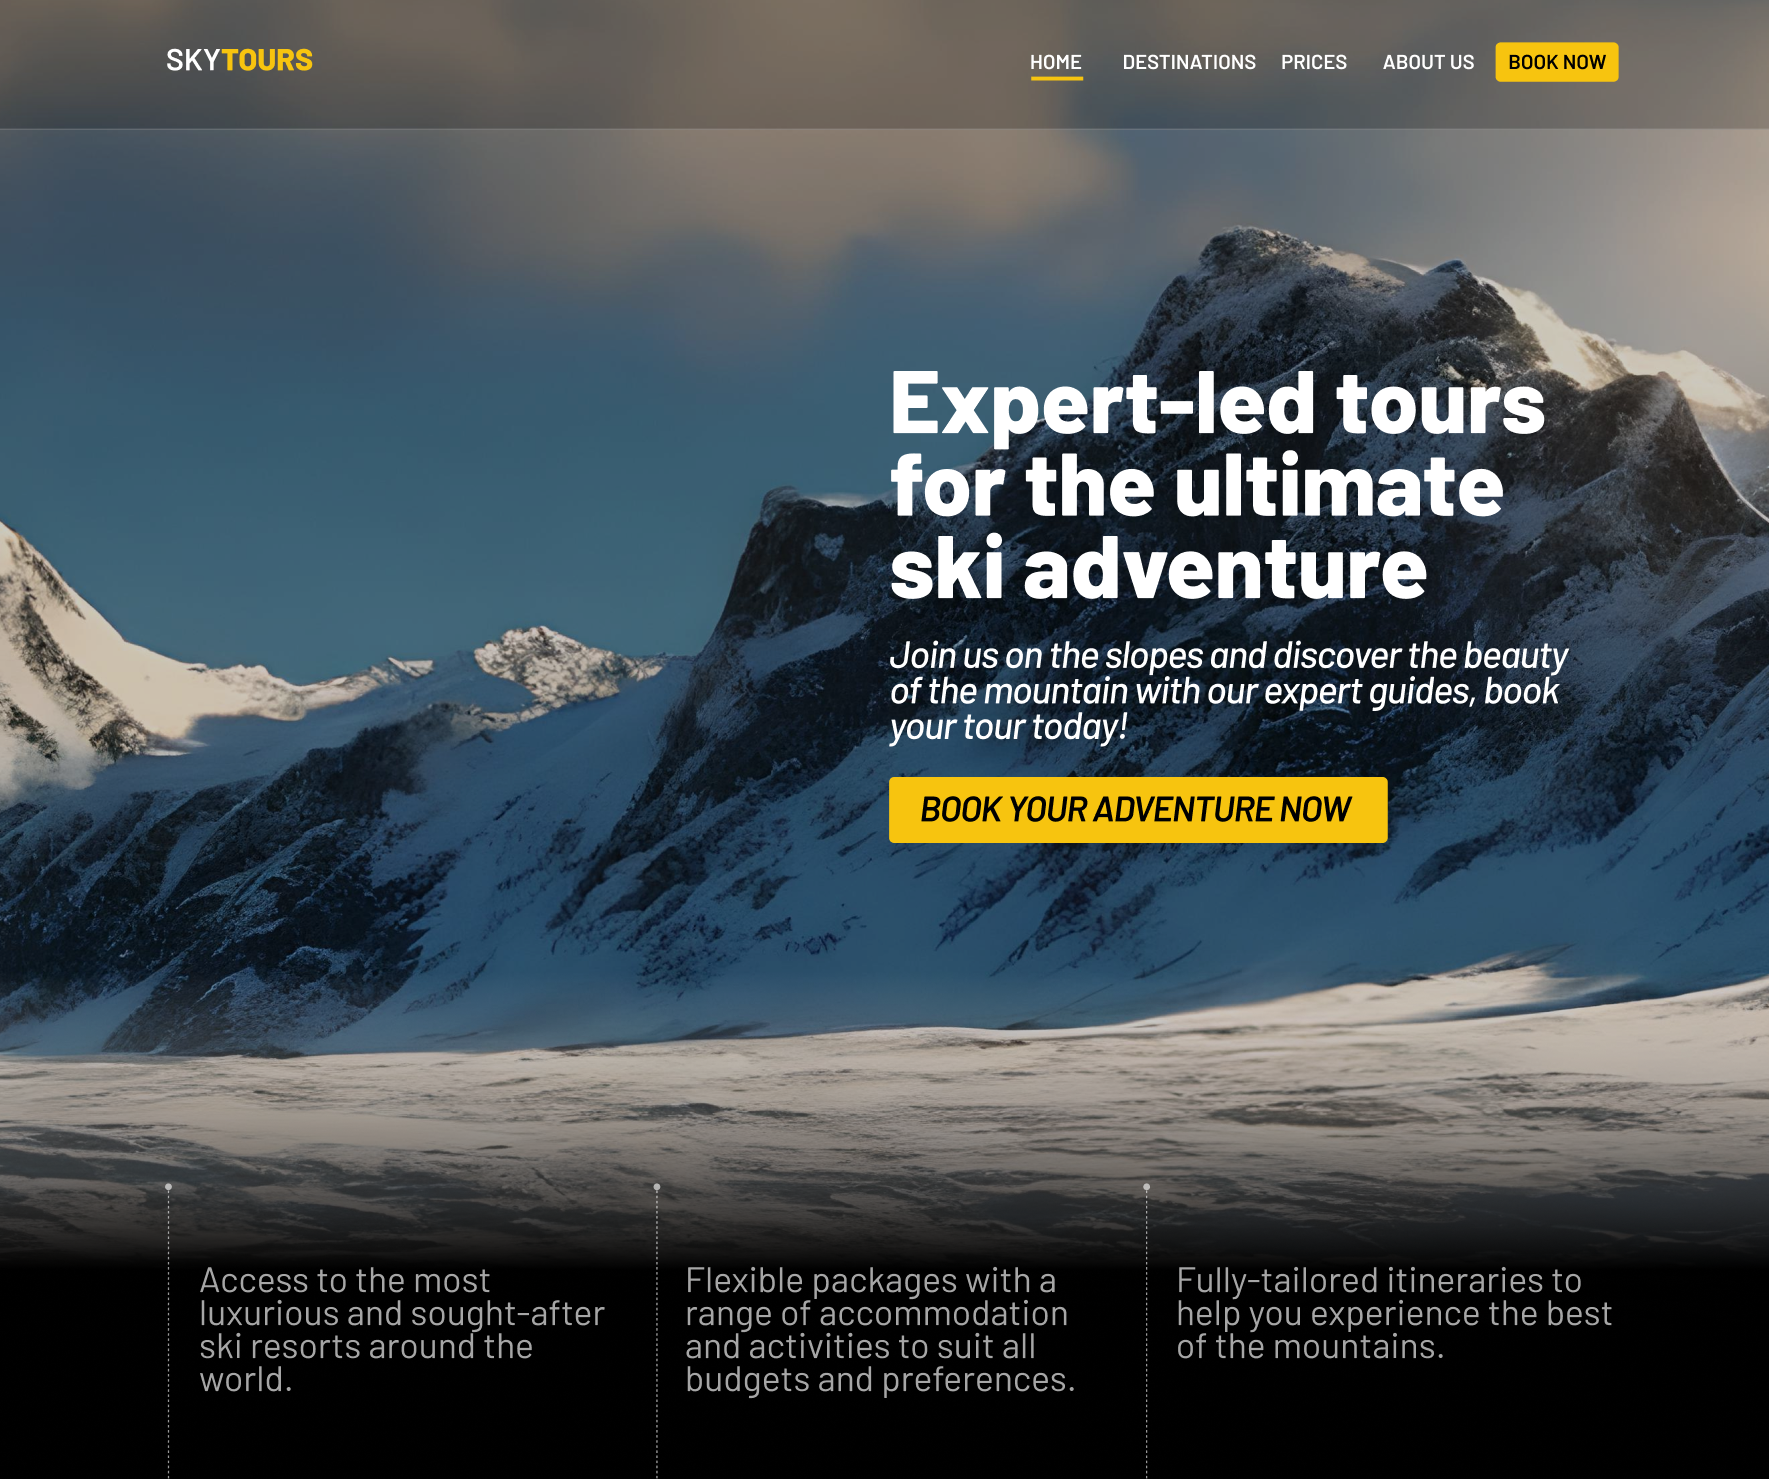 SKYTOURS
HOME DESTINATIONS PRICES ABOUT US BOOK NOW
Expert-led tours
for the ultimate
ski adventure
Join us on the slopes and discover the beauty
of the mountain with our expert guides, book
your tour today!
BOOK YOUR ADVENTURE NOW
Access to the most
luxurious and sought-after
ski resorts around the
world.
Flexible packages with a
range of accommodation
and activities to suit all
budgets and preferences.
Fully-tailored itineraries to
help you experience the best
of the mountains.